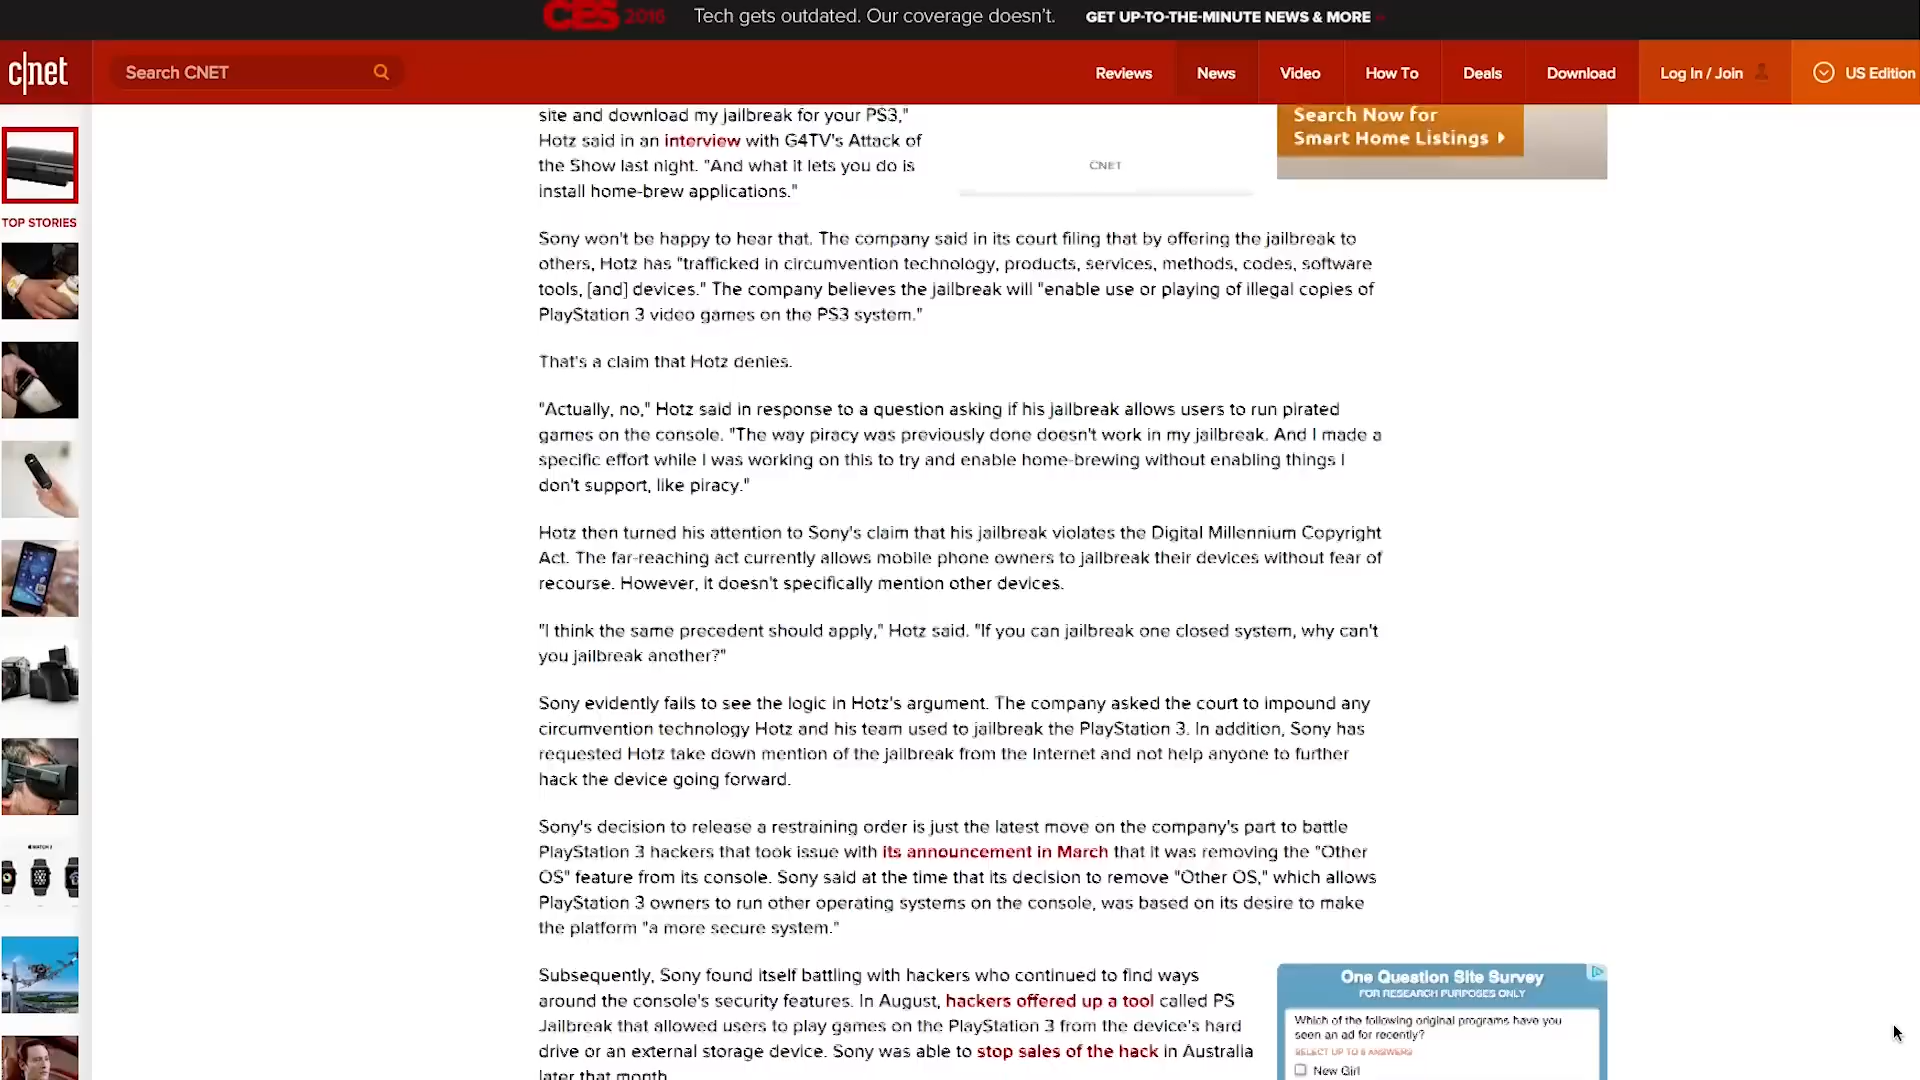 CES 2016 Tech gets outdated. Our coverage doesn't. GET UP-TO-THE-MINUTE NEWS & MORE
c|net Search CNET Reviews News Video How To Deals Download Log In / Join US Edition
site and download my jailbreak for your PS3,"
Hotz said in an interview with G4TV's Attack of
the Show last night. "And what it lets you do is
install home-brew applications."
CNET
Search Now for
Smart Home Listings
TOP STORIES
Sony won't be happy to hear that. The company said in its court filing that by offering the jailbreak to
others, Hotz has "trafficked in circumvention technology, products, services, methods, codes, software
tools, [and] devices." The company believes the jailbreak will "enable use or playing of illegal copies of
PlayStation 3 video games on the PS3 system."
That's a claim that Hotz denies.
"Actually, no," Hotz said in response to a question asking if his jailbreak allows users to run pirated
games on the console. "The way piracy was previously done doesn't work in my jailbreak. And I made a
specific effort while I was working on this to try and enable home-brewing without enabling things I
don't support, like piracy."
Hotz then turned his attention to Sony's claim that his jailbreak violates the Digital Millennium Copyright
Act. The far-reaching act currently allows mobile phone owners to jailbreak their devices without fear of
recourse. However, it doesn't specifically mention other devices.
"I think the same precedent should apply," Hotz said. "If you can jailbreak one closed system, why can't
you jailbreak another?"
Sony evidently fails to see the logic in Hotz's argument. The company asked the court to impound any
circumvention technology Hotz and his team used to jailbreak the PlayStation 3. In addition, Sony has
requested Hotz take down mention of the jailbreak from the Internet and not help anyone to further
hack the device going forward.
Sony's decision to release a restraining order is just the latest move on the company's part to battle
PlayStation 3 hackers that took issue with its announcement in March that it was removing the "Other
OS" feature from its console. Sony said at the time that its decision to remove "Other OS," which allows
PlayStation 3 owners to run other operating systems on the console, was based on its desire to make
the platform "a more secure system."
Subsequently, Sony found itself battling with hackers who continued to find ways
around the console's security features. In August, hackers offered up a tool called PS
Jailbreak that allowed users to play games on the PlayStation 3 from the device's hard
drive or an external storage device. Sony was able to stop sales of the hack in Australia
later that month.
One Question Site Survey
FOR RESEARCH PURPOSES ONLY
Which of the following original programs have you
seen an ad for recently?
SELECT UP TO 5 ANSWERS
New Girl